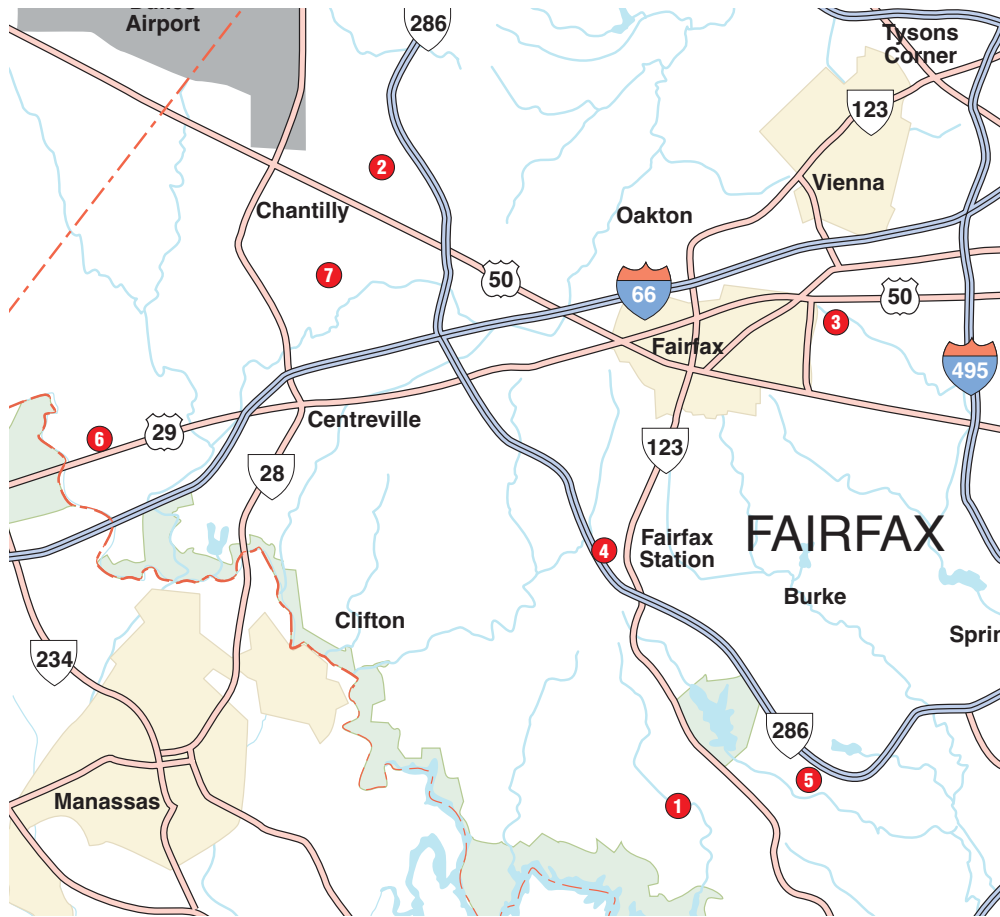 Airport
286
Tysons
Corner
123
2
Vienna
Chantilly
Oakton
7
50
66
50
3
Fairfax
495
Centreville
29
6
123
28
FAIRFAX
Fairfax
Station
4
Burke
Clifton
Sprin
234
286
5
Manassas
1